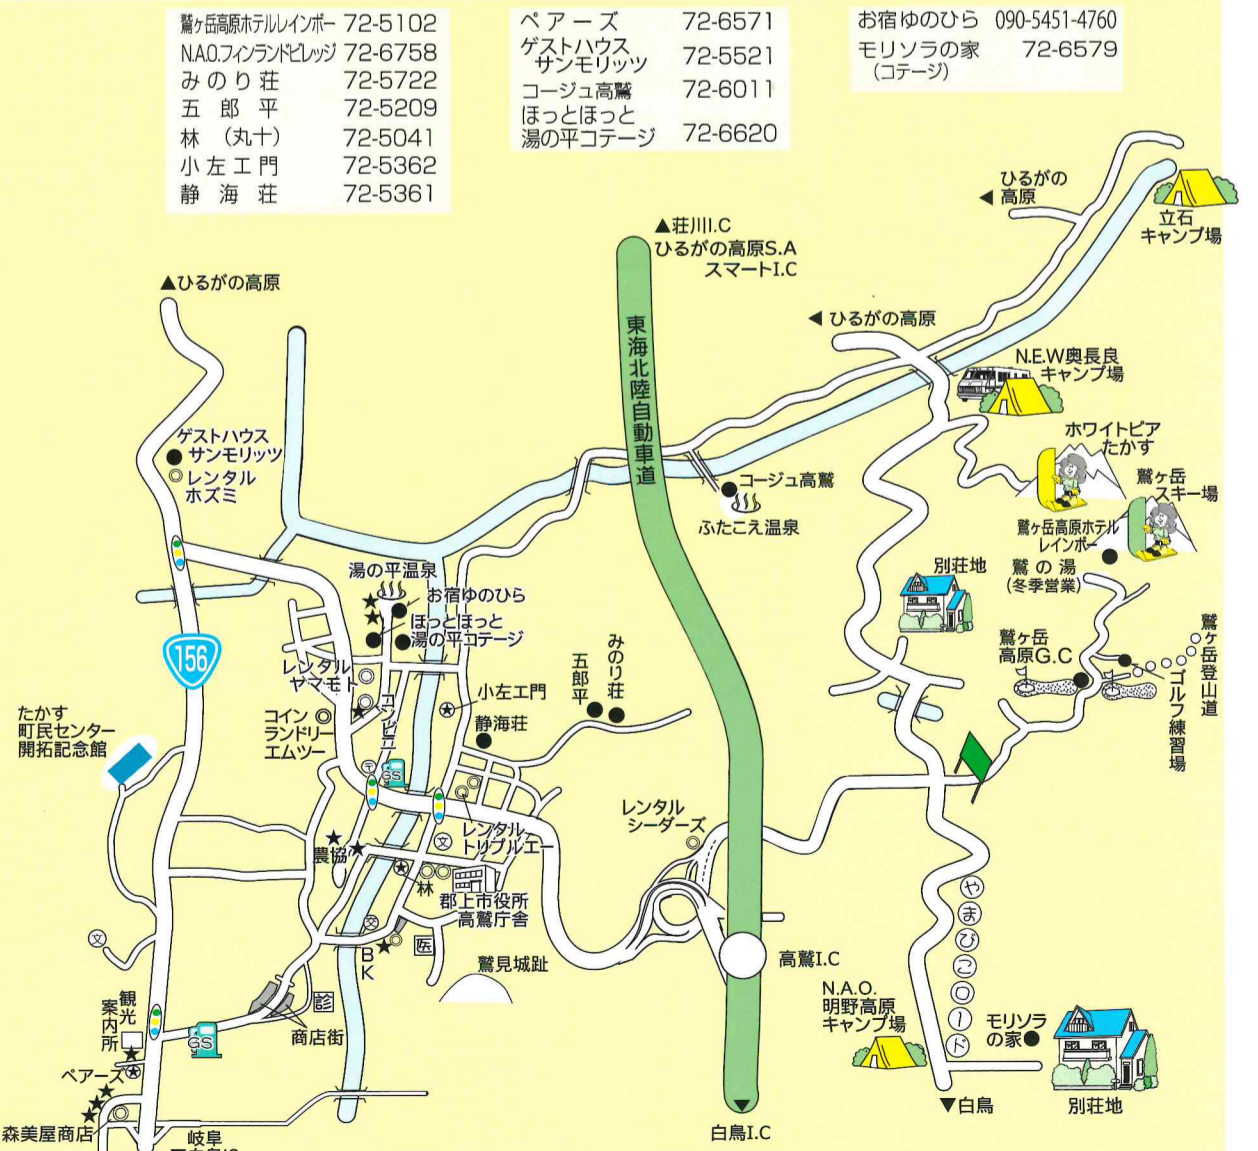 鷲ヶ岳高原ホテルレインボー 72-5102
N.A.O.フィンランドビレッジ 72-6758
みのり荘 72-5722
五郎平 72-5209
林（丸十） 72-5041
小左エ門 72-5362
静海荘 72-5361
ペアーズ 72-6571
ゲストハウス
サンモリッツ 72-5521
コージュ高鷲 72-6011
ほっとほっと
湯の平コテージ 72-6620
お宿ゆのひら 090-5451-4760
モリソラの家 72-6579
（コテージ）
◀ひるがの
高原
立石
キャンプ場
▲荘川I.C
ひるがの高原S.A
スマートI.C
▲ひるがの高原
◀ひるがの高原
東海北陸自動車道
N.E.W奥長良
キャンプ場
ホワイトピア
たかす
鷲ヶ岳
スキー場
ゲストハウス
サンモリッツ
レンタル
ホズミ
コージュ高鷲
ふたこえ温泉
鷲ヶ岳高原ホテル
レインボー
鷲の湯
(冬季営業)
別荘地
湯の平温泉
お宿ゆのひら
ほっとほっと
湯の平コテージ
156
鷲ヶ岳
高原G.C
鷲ヶ岳登山道
ゴルフ練習場
みのり荘
五郎平
レンタル
ヤマモト
コンビニ
小左エ門
静海荘
コイン
ランドリー
エムツー
たかす
町民センター
開拓記念館
〒
GS
レンタル
シーダーズ
レンタル
トリプルエー
文
農協
林
郡上市役所
高鷲庁舎
交
BK
医
文
鷲見城趾
高鷲I.C
やまびこロード
N.A.O.
明野高原
キャンプ場
モリソラ
の家
診
商店街
観光
案内所
GS
ペアーズ
森美屋商店
岐阜
白鳥I.C
▼白鳥
別荘地